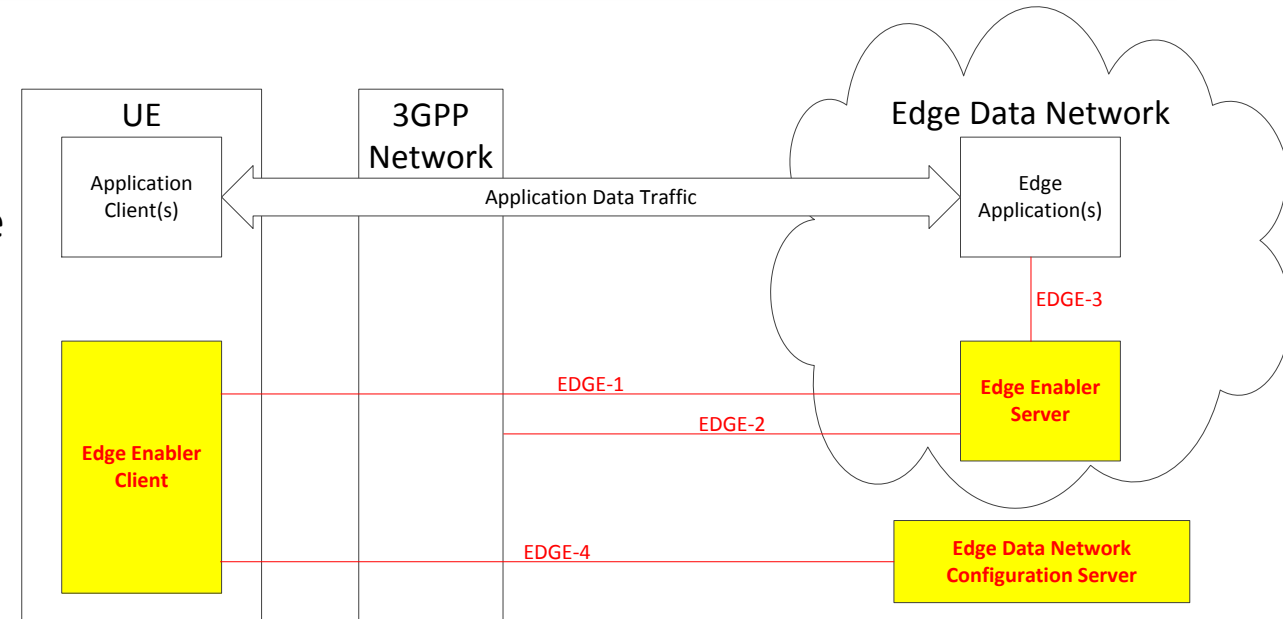 UE
3GPP
Network
Edge Data Network
Application
Client(s)
Application Data Traffic
Edge
Application(s)
e
EDGE-3
EDGE-1
EDGE-2
Edge Enabler
Server
Edge Enabler
Client
EDGE-4
Edge Data Network
Configuration Server